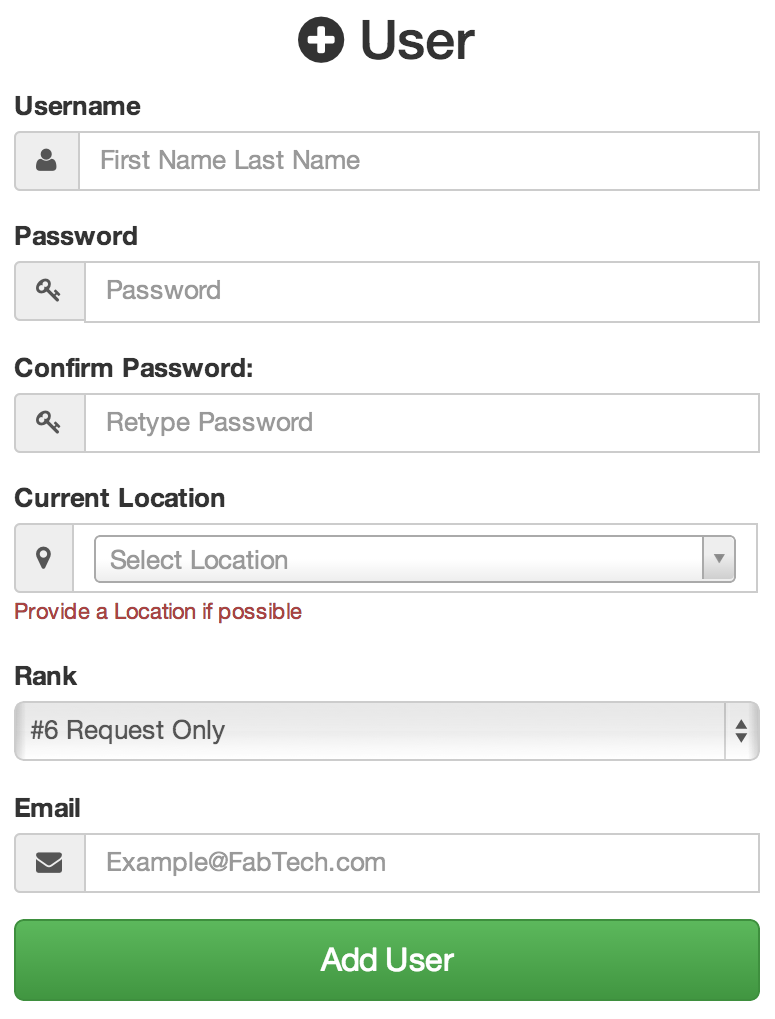 User
Username
First Name Last Name
Password
Password
Confirm Password:
Retype Password
Current Location
Select Location
Provide a Location if possible
Rank
#6 Request Only
Email
Example@FabTech.com
Add User